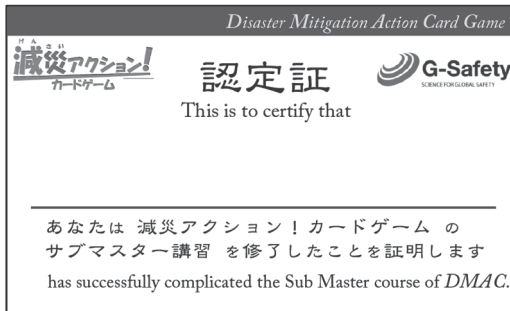 Disaster Mitigation Action Card Game
げんさい
減災アクション!
カードゲーム
認定証
G-Safety
SCIENCE FOR GLOBAL SAFETY
This is to certify that
あなたは 減災アクション!カードゲーム の
サブマスター講習 を修了したことを証明します
has successfully complicated the Sub Master course of DMAC.